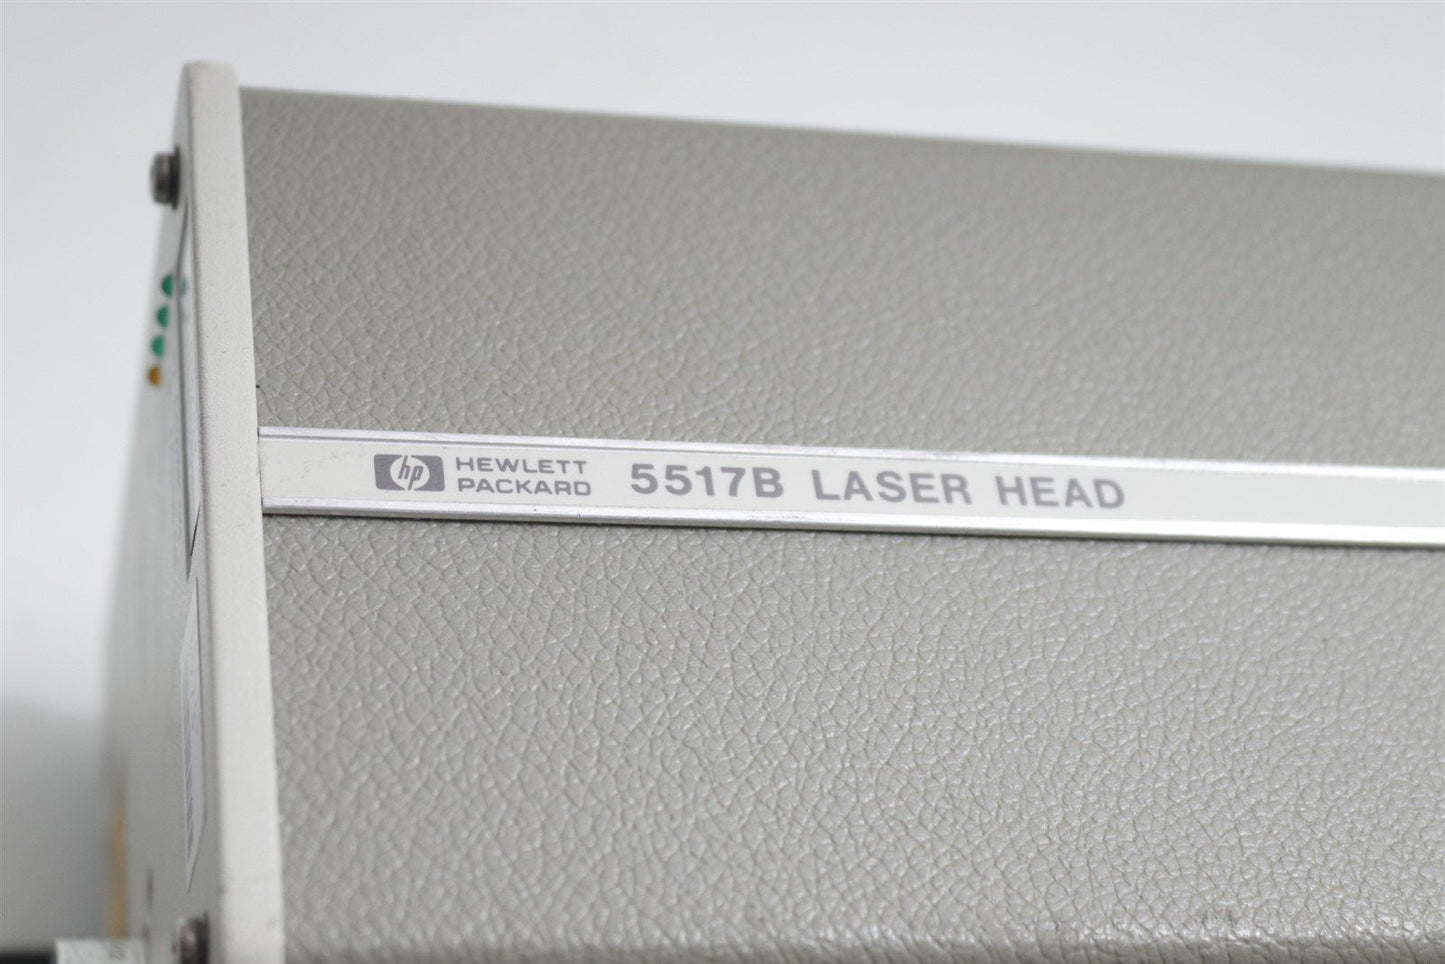 hp HEWLETT
PACKARD
5517B LASER HEAD